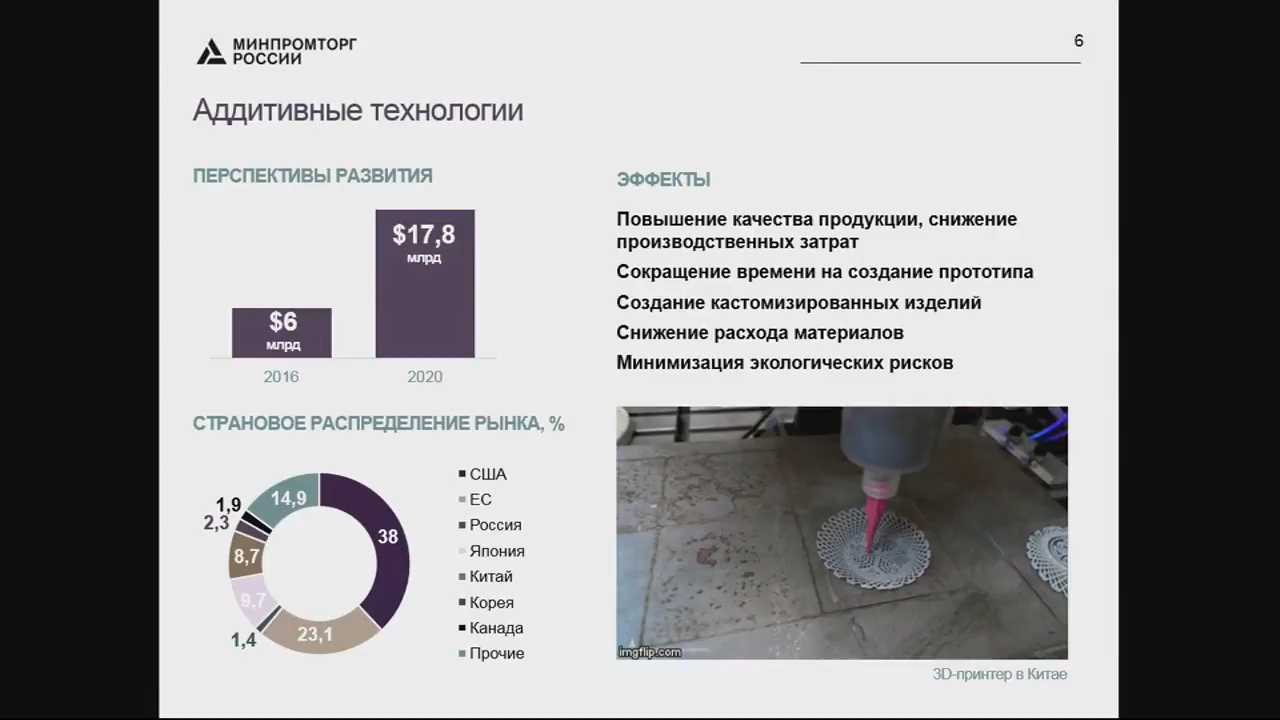 МИНПРОМТОРГ
РОССИИ
6
Аддитивные технологии
ПЕРСПЕКТИВЫ РАЗВИТИЯ
$17,8
млрд
$6
млрд
2016
2020
СТРАНОВОЕ РАСПРЕДЕЛЕНИЕ РЫНКА, %
14,9
1,9
2,3
38
8,7
9,7
23,1
1,4
США
ЕС
Россия
Япония
Китай
Корея
Канада
Прочие
ЭФФЕКТЫ
Повышение качества продукции, снижение
производственных затрат
Сокращение времени на создание прототипа
Создание кастомизированных изделий
Снижение расхода материалов
Минимизация экологических рисков
imgflip.com
3D-принтер в Китае